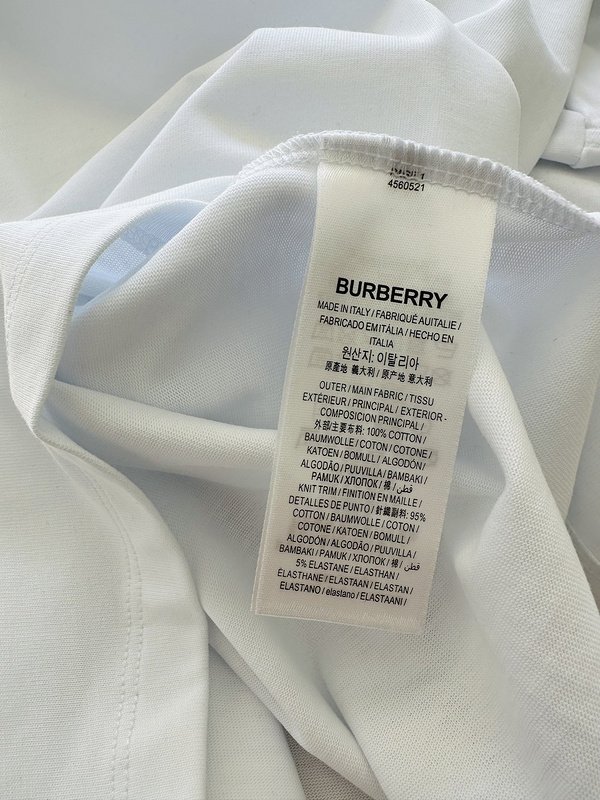 4560521
BURBERRY
MADE IN ITALY / FABRIQUÉ AUITALIE /
FABRICADO EMITÁLIA / HECHO EN
ITALIA
원산지: 이탈리아
原產地 義大利 / 原产地 意大利
OUTER / MAIN FABRIC / TISSU
EXTÉRIEUR / PRINCIPAL / EXTERIOR -
COMPOSICION PRINCIPAL /
外部/主要布料: 100% COTTON /
BAUMWOLLE / COTON / COTONE /
KATOEN / BOMULL / ALGODÓN /
ALGODÃO / PUUVILLA / BAMBAKI /
PAMUK / ХЛОПОК / 棉 / قطن /
KNIT TRIM / FINITION EN MAILLE /
DETALLES DE PUNTO / 針織副料: 95%
COTTON / BAUMWOLLE / COTON /
COTONE / KATOEN / BOMULL /
ALGODÓN / ALGODÃO / PUUVILLA /
BAMBAKI / PAMUK / ХЛОПОК / 棉 / قطن /
5% ELASTANE / ELASTHAN /
ÉLASTHANE / ELASTAAN / ELASTAN /
ELASTANO / elastano / ELASTAANI /